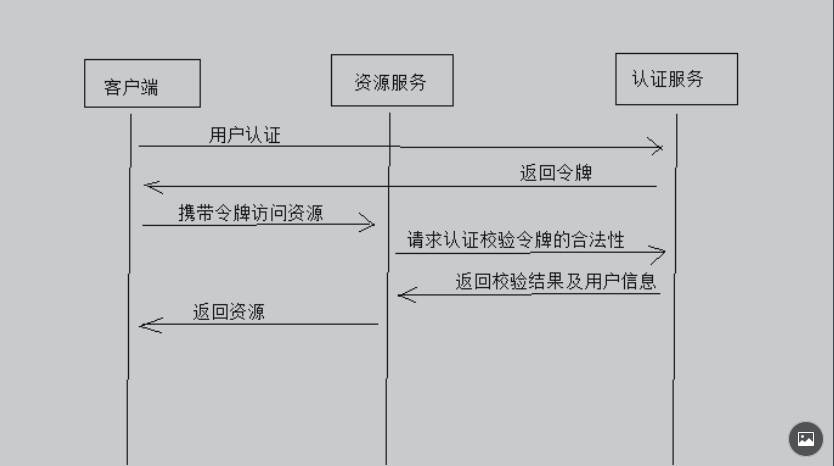 客户端
资源服务
认证服务
用户认证
返回令牌
携带令牌访问资源
请求认证校验令牌的合法性
返回校验结果及用户信息
返回资源